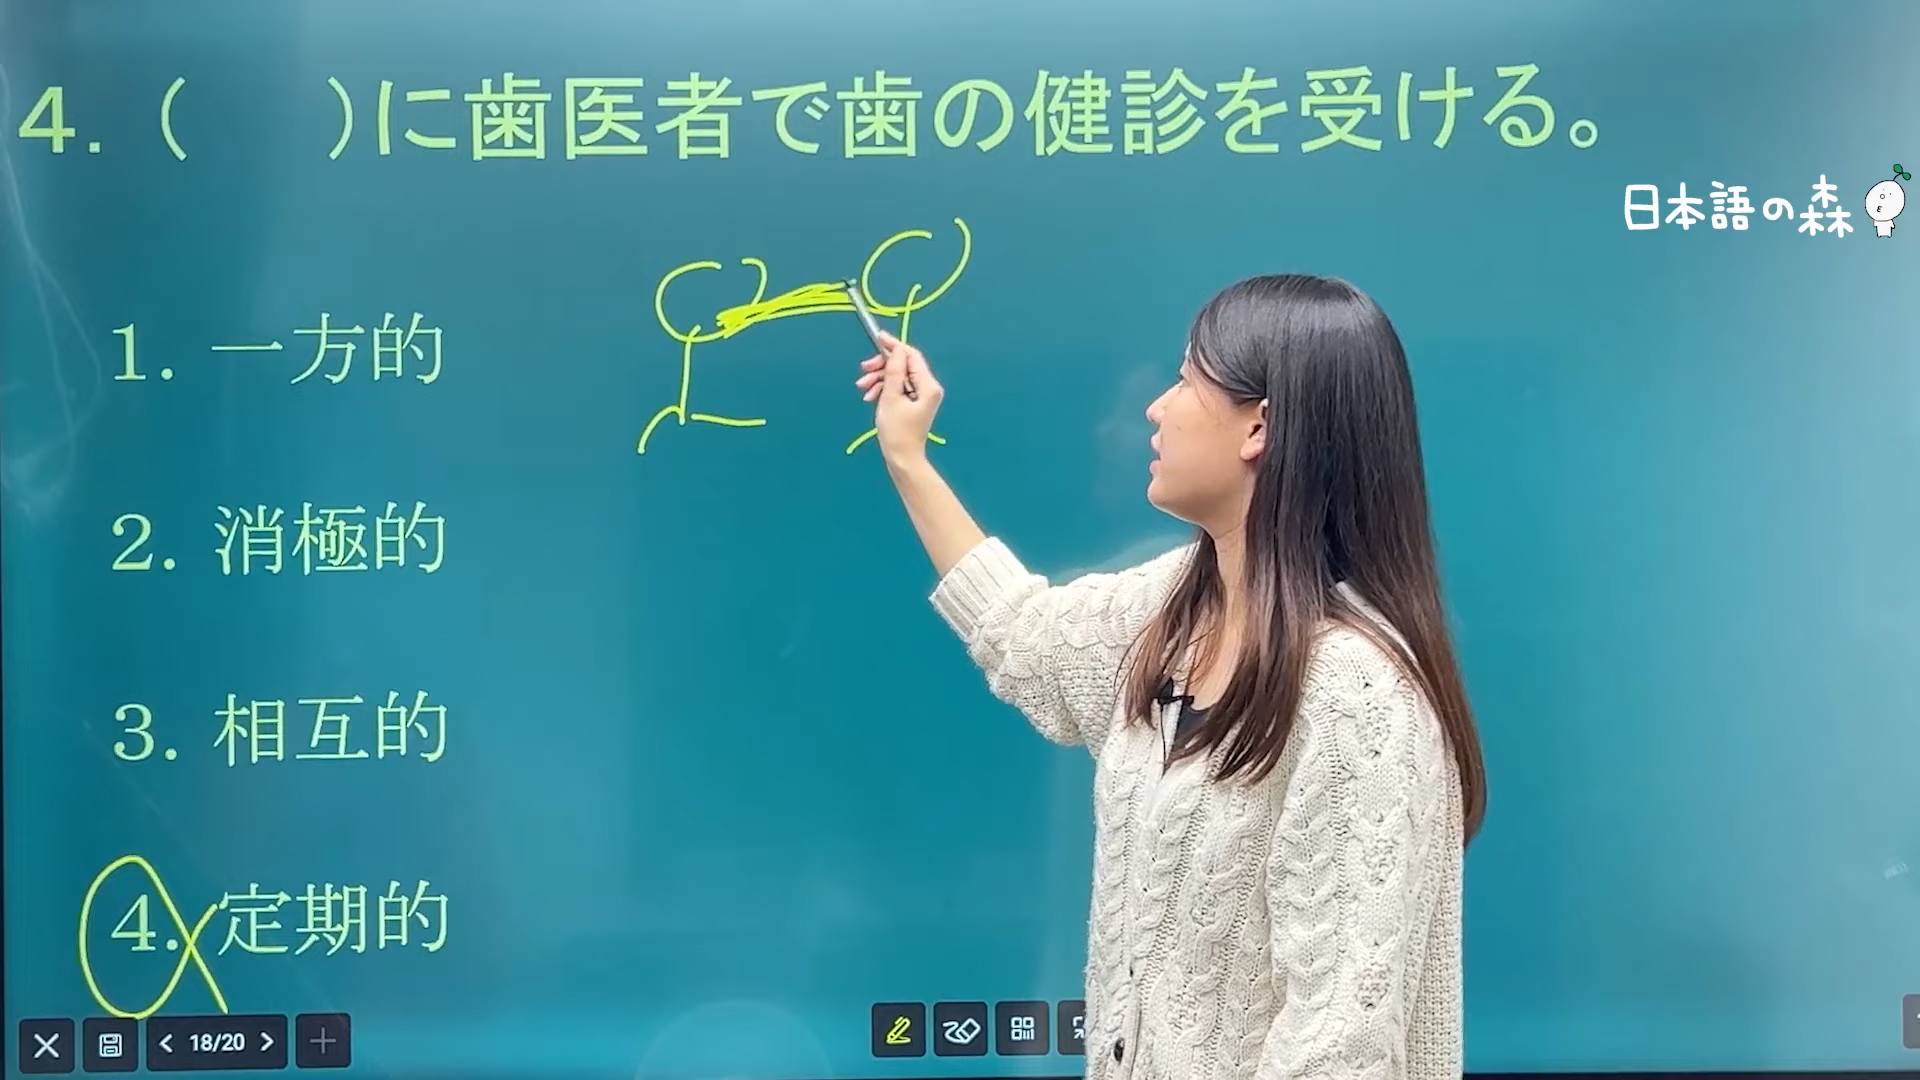 4. (　　)に歯医者で歯の健診を受ける。
日本語の森
1. 一方的
2. 消極的
3. 相互的
4. 定期的
18/20